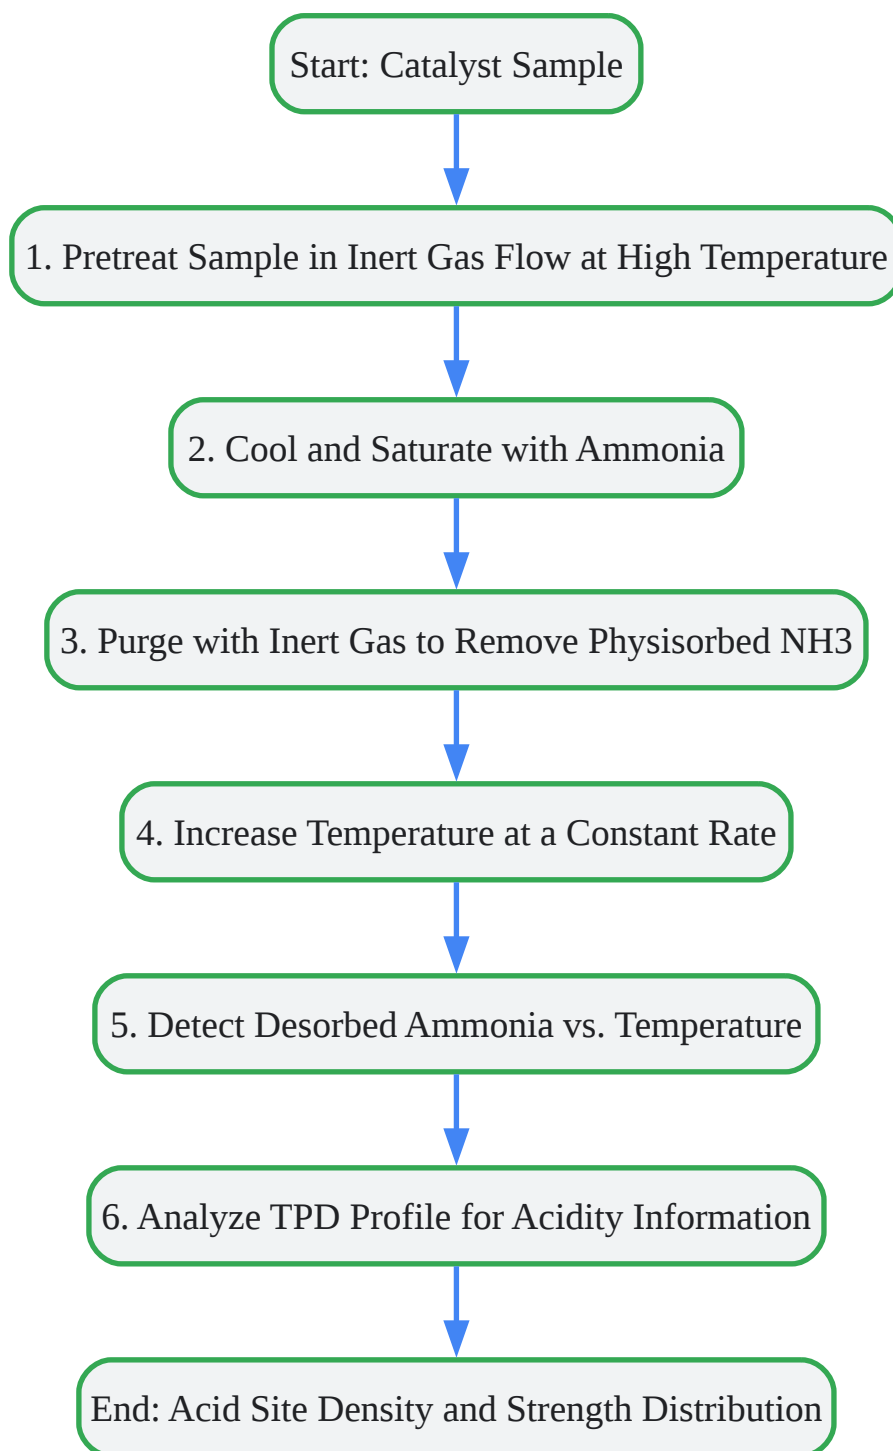 Start: Catalyst Sample
1. Pretreat Sample in Inert Gas Flow at High Temperature
2. Cool and Saturate with Ammonia
3. Purge with Inert Gas to Remove Physisorbed NH3
4. Increase Temperature at a Constant Rate
5. Detect Desorbed Ammonia vs. Temperature
6. Analyze TPD Profile for Acidity Information
End: Acid Site Density and Strength Distribution